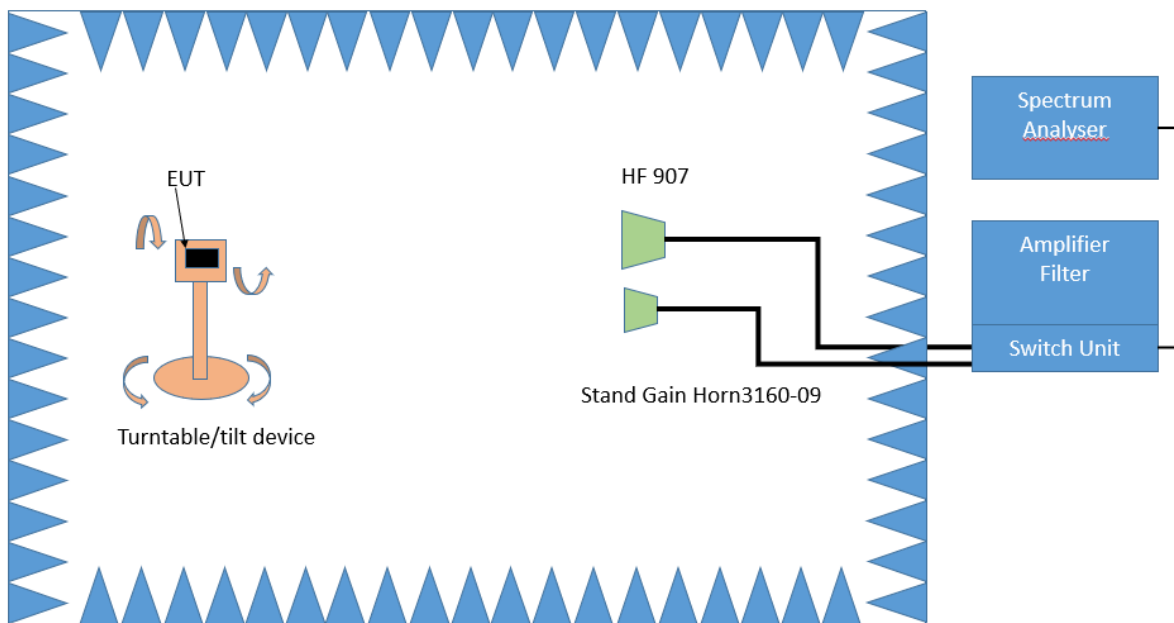 Spectrum
Analyser
EUT
HF 907
Amplifier
Filter
Switch Unit
Stand Gain Horn3160-09
Turntable/tilt device